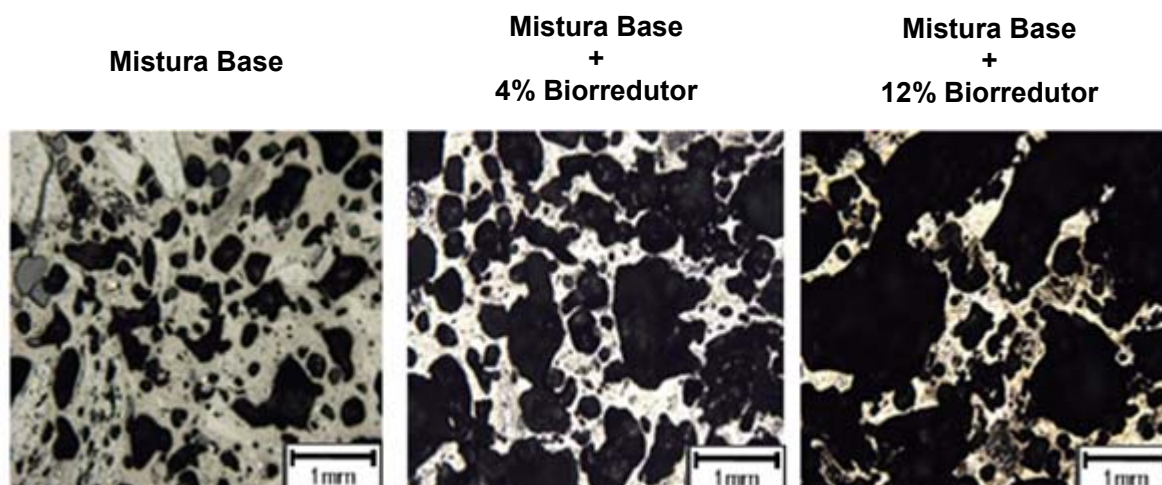 Mistura Base
Mistura Base
+
4% Biorredutor
Mistura Base
+
12% Biorredutor
1mm
1mm
1mm